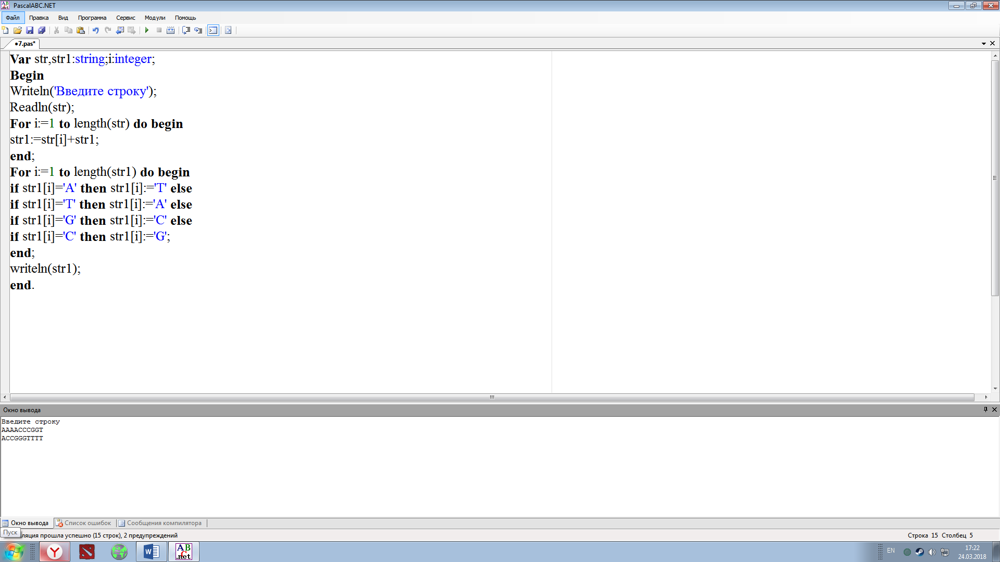 PascalABC.NET
Файл Правка Вид Программа Сервис Модули Помощь
•7.pas*
Var str,str1:string;i:integer;
Begin
Writeln('Введите строку');
Readln(str);
For i:=1 to length(str) do begin
str1:=str[i]+str1;
end;
For i:=1 to length(str1) do begin
if str1[i]='A' then str1[i]:='T' else
if str1[i]='T' then str1[i]:='A' else
if str1[i]='G' then str1[i]:='C' else
if str1[i]='C' then str1[i]:='G';
end;
writeln(str1);
end.
Окно вывода
Введите строку
AAAACCCGGT
ACCGGGTTTT
Окно вывода Список ошибок Сообщения компилятора
Пуск
ляция прошла успешно (15 строк), 2 предупреждений
Строка 15 Столбец 5
EN
17:22
24.03.2018